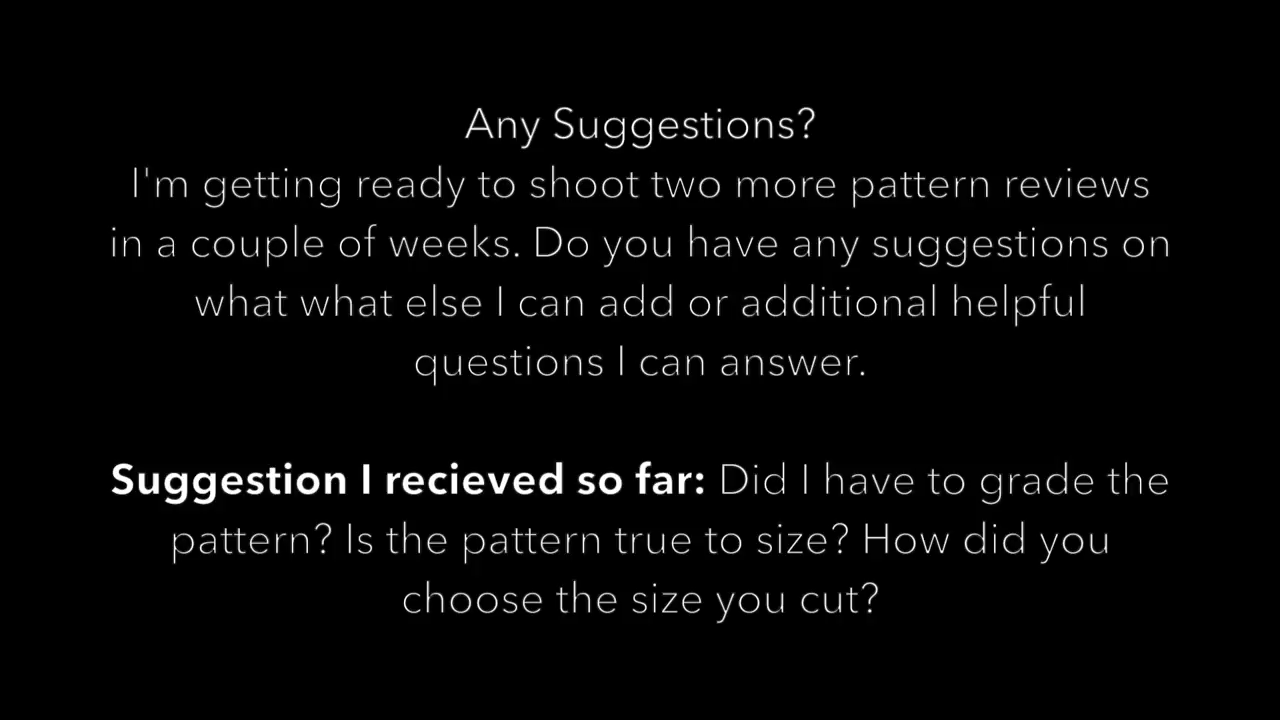 Any Suggestions?
I'm getting ready to shoot two more pattern reviews
in a couple of weeks. Do you have any suggestions on
what what else I can add or additional helpful
questions I can answer.
Suggestion I recieved so far: Did I have to grade the
pattern? Is the pattern true to size? How did you
choose the size you cut?